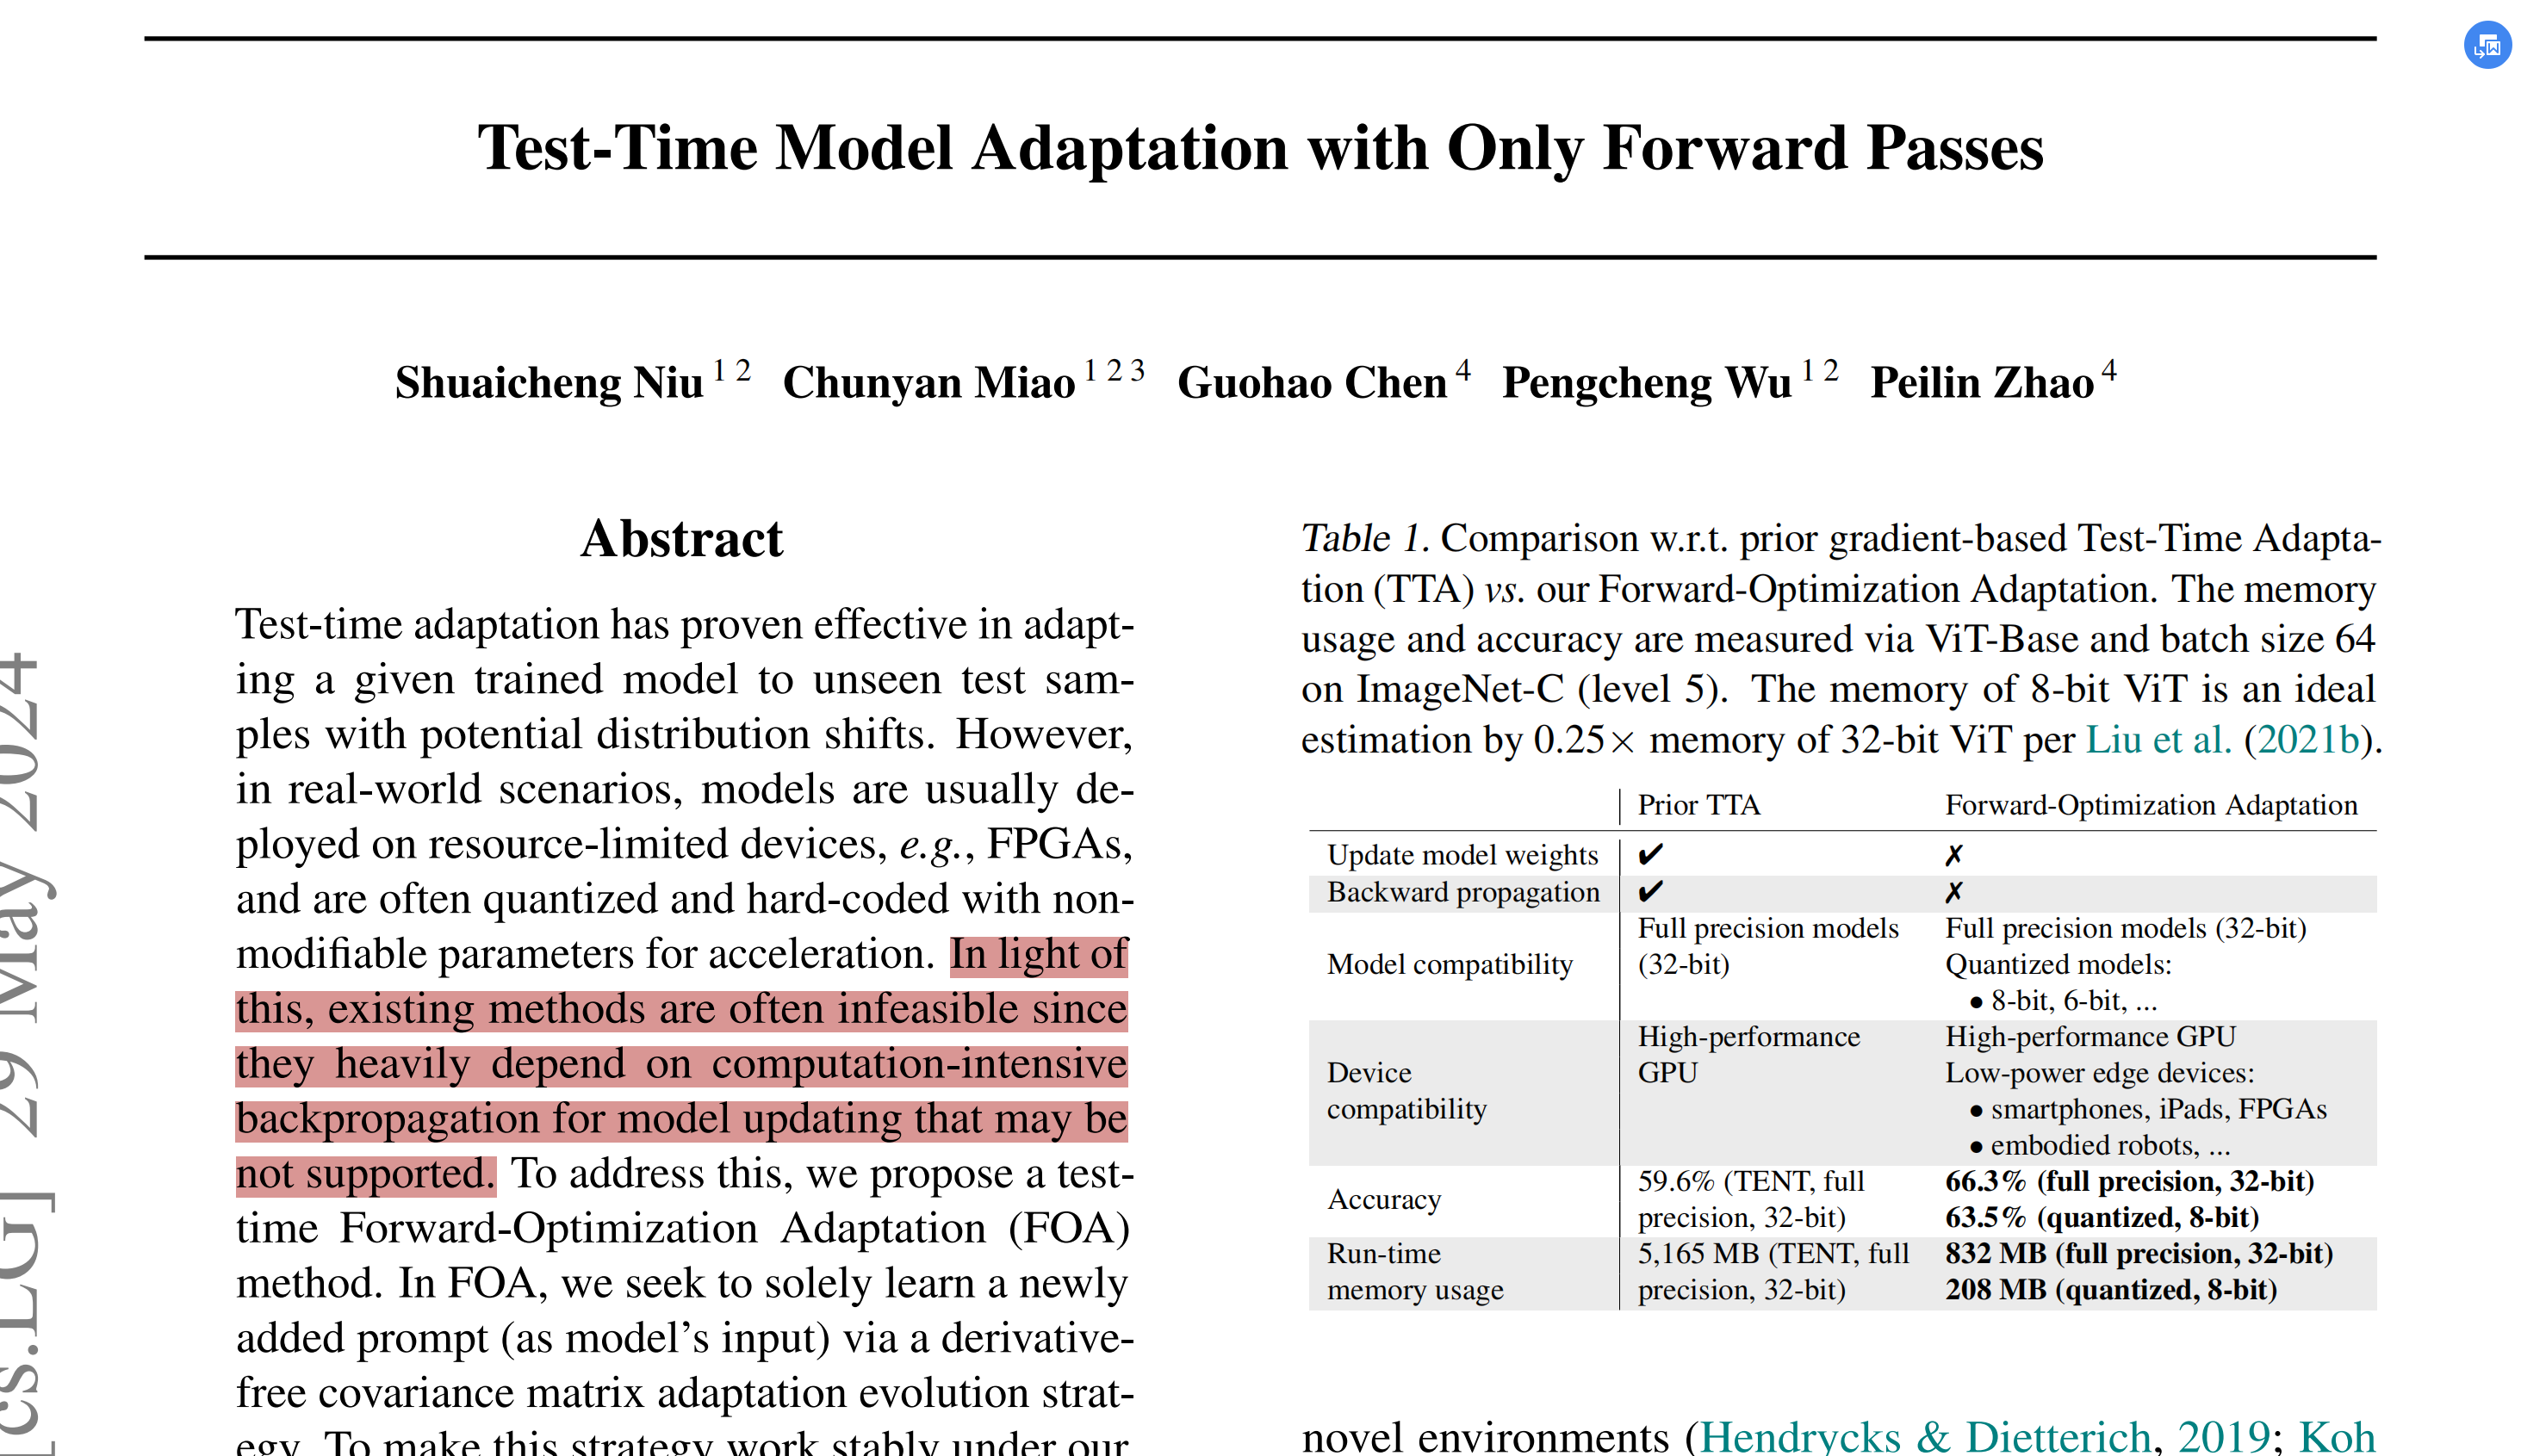 Test-Time Model Adaptation with Only Forward Passes
Shuaicheng Niu 1 2 Chunyan Miao 1 2 3 Guohao Chen 4 Pengcheng Wu 1 2 Peilin Zhao 4
[cs.LG] 29 May 2024
Abstract
Test-time adaptation has proven effective in adapt-
ing a given trained model to unseen test sam-
ples with potential distribution shifts. However,
in real-world scenarios, models are usually de-
ployed on resource-limited devices, e.g., FPGAs,
and are often quantized and hard-coded with non-
modifiable parameters for acceleration. In light of
this, existing methods are often infeasible since
they heavily depend on computation-intensive
backpropagation for model updating that may be
not supported. To address this, we propose a test-
time Forward-Optimization Adaptation (FOA)
method. In FOA, we seek to solely learn a newly
added prompt (as model's input) via a derivative-
free covariance matrix adaptation evolution strat-
egy. To make this strategy work stably under our
Table 1. Comparison w.r.t. prior gradient-based Test-Time Adapta-
tion (TTA) vs. our Forward-Optimization Adaptation. The memory
usage and accuracy are measured via ViT-Base and batch size 64
on ImageNet-C (level 5). The memory of 8-bit ViT is an ideal
estimation by 0.25× memory of 32-bit ViT per Liu et al. (2021b).
Prior TTA Forward-Optimization Adaptation
Update model weights ✔ ✗
Backward propagation ✔ ✗
Model compatibility
Full precision models
(32-bit)
Full precision models (32-bit)
Quantized models:
• 8-bit, 6-bit, ...
Device
compatibility
High-performance
GPU
High-performance GPU
Low-power edge devices:
• smartphones, iPads, FPGAs
• embodied robots, ...
Accuracy
59.6% (TENT, full
precision, 32-bit)
66.3% (full precision, 32-bit)
63.5% (quantized, 8-bit)
Run-time
memory usage
5,165 MB (TENT, full
precision, 32-bit)
832 MB (full precision, 32-bit)
208 MB (quantized, 8-bit)
novel environments (Hendrycks & Dietterich, 2019; Koh